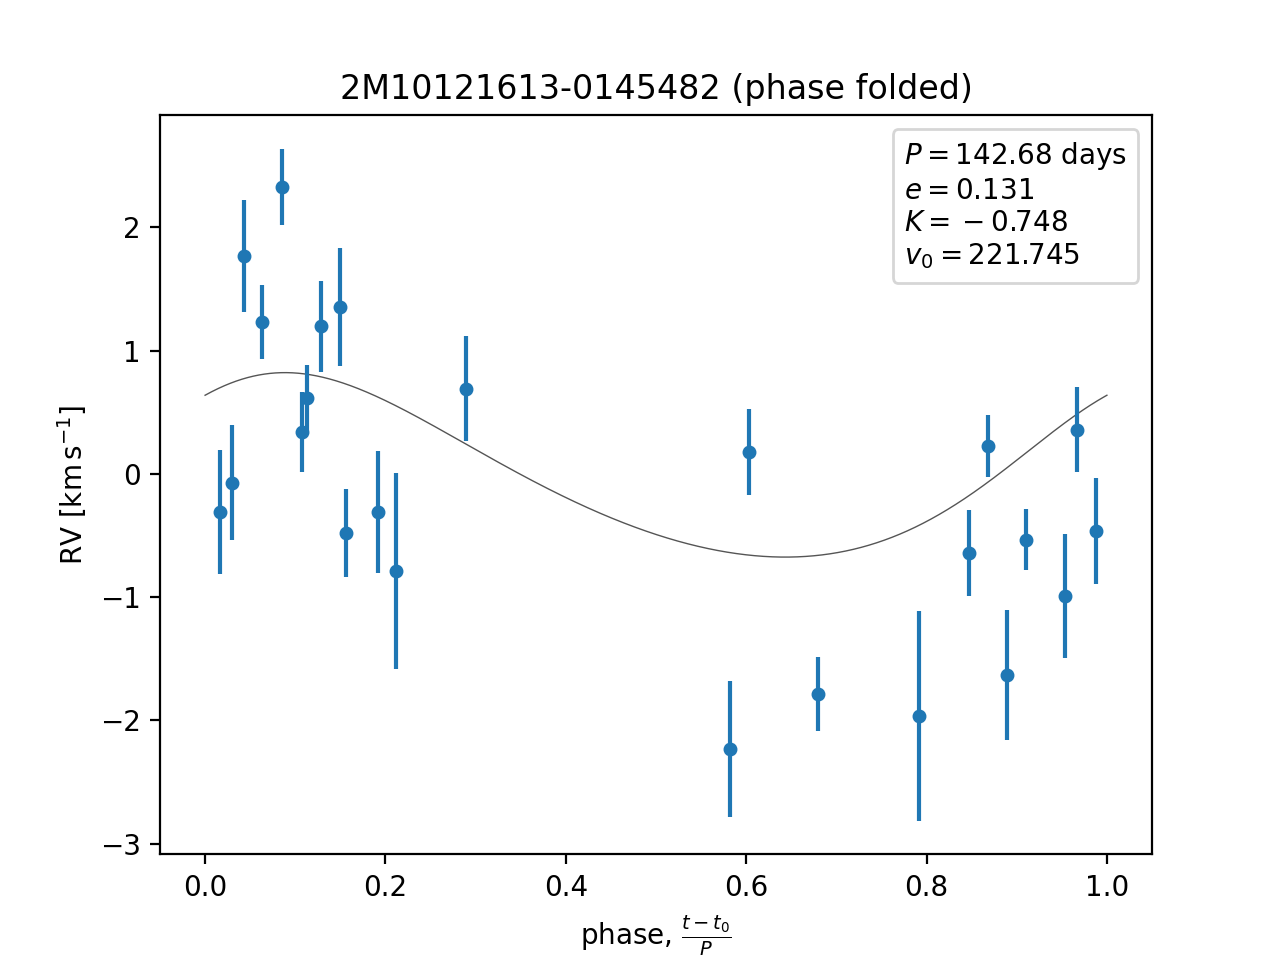 2M10121613-0145482 (phase folded)
P = 142.68 days
e = 0.131
K = −0.748
v₀ = 221.745
2
1
0
−1
−2
−3
RV [km s⁻¹]
0.0 0.2 0.4 0.6 0.8 1.0
phase, (t − t₀)/P